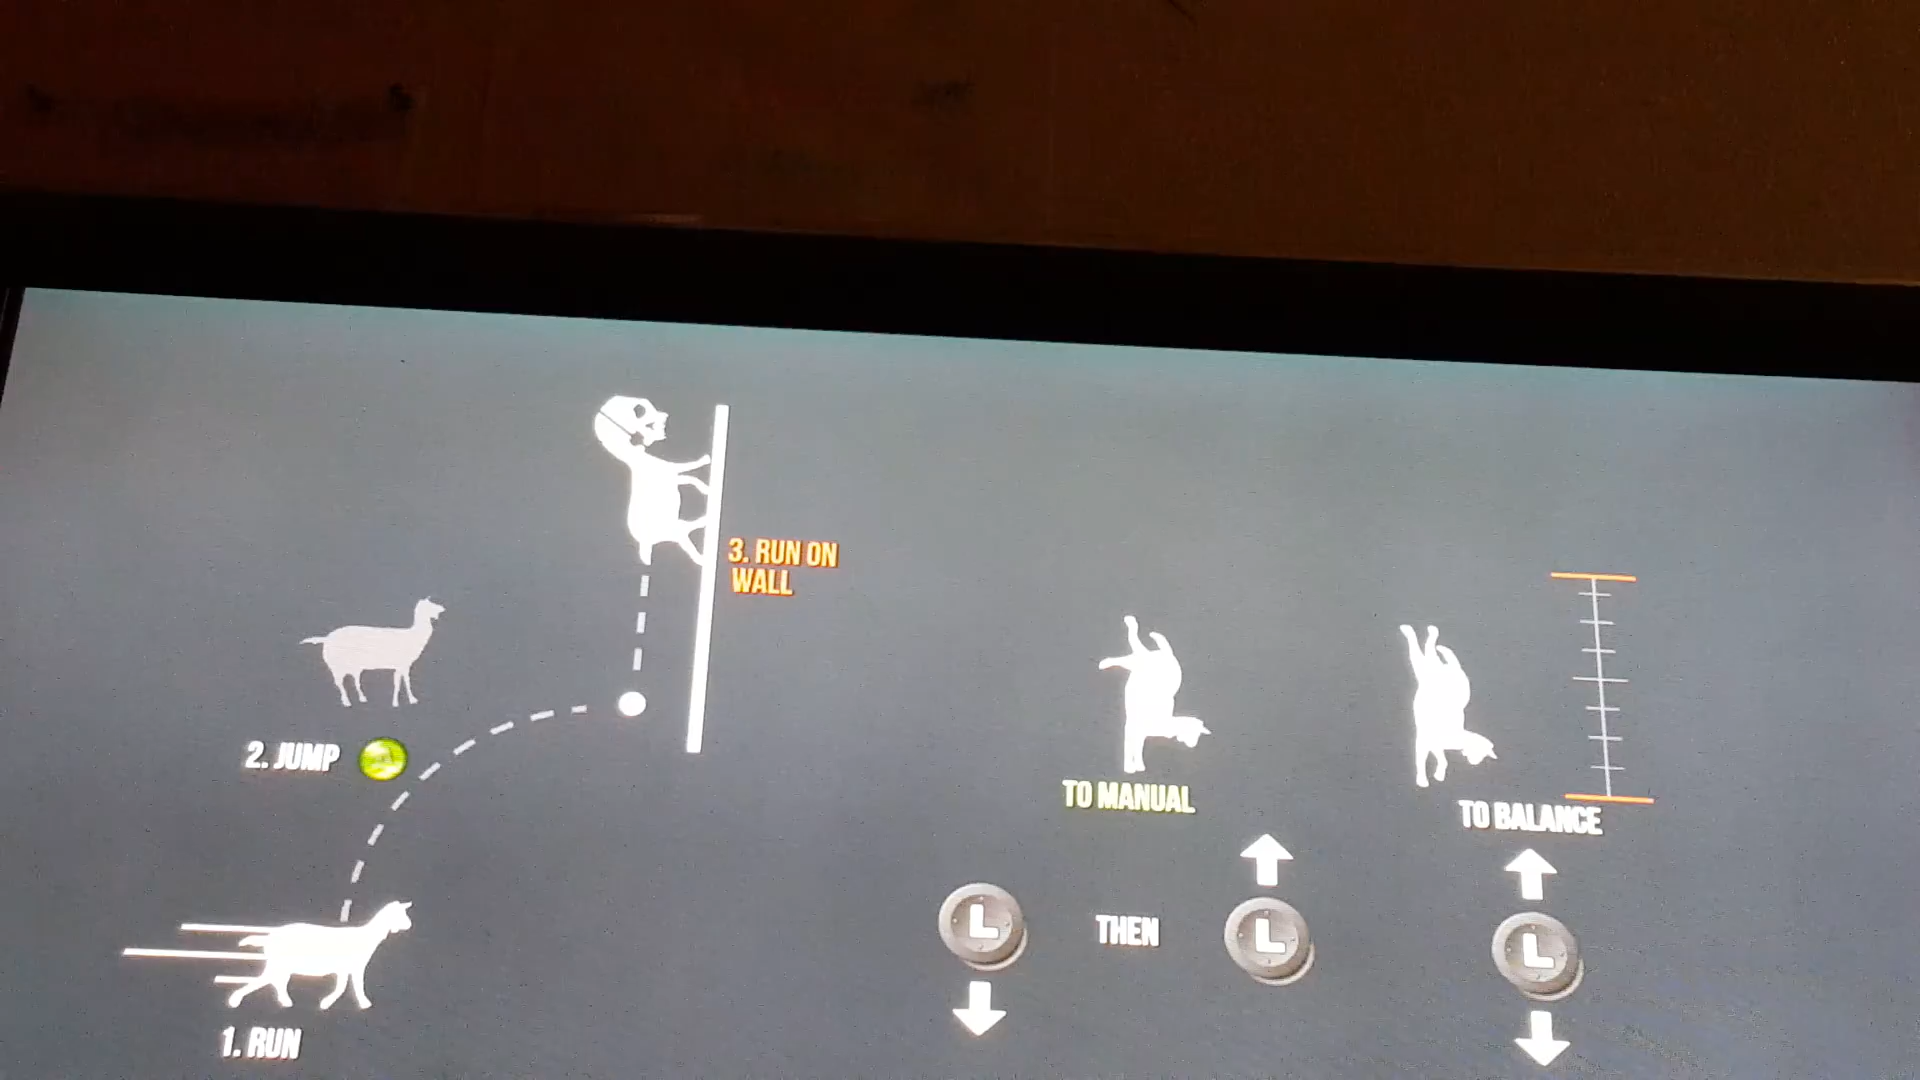 3. RUN ON
WALL
2. JUMP
1. RUN
TO MANUAL
L
THEN
L
TO BALANCE
L